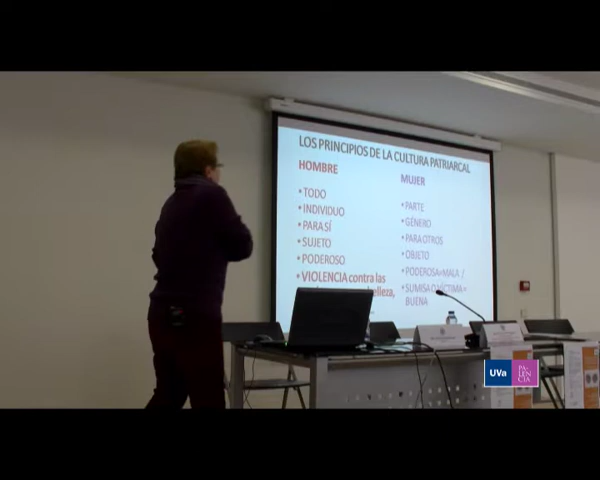 LOS PRINCIPIOS DE LA CULTURA PATRIARCAL
HOMBRE
• TODO
• INDIVIDUO
• PARA SÍ
• SUJETO
• PODEROSO
• VIOLENCIA contra las
belleza,
MUJER
• PARTE
• GÉNERO
• PARA OTROS
• OBJETO
• PODEROSA=MALA /
SUMISA O VÍCTIMA=
BUENA
UVa
PA
LEN
CIA